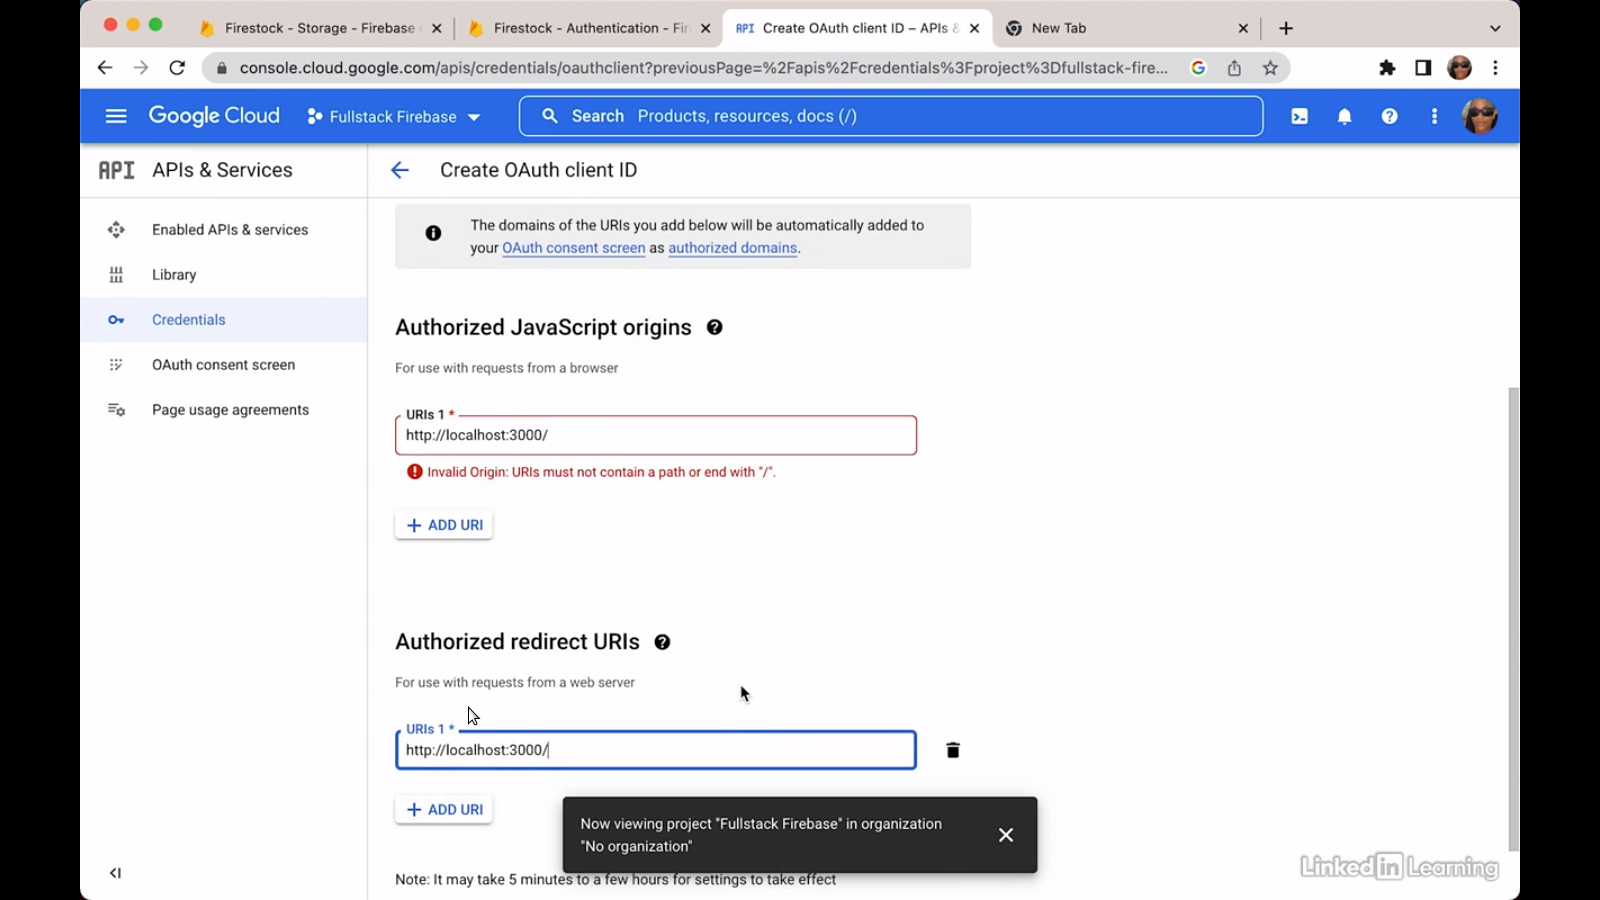 Firestock - Storage - Firebase
Firestock - Authentication - Fir
API Create OAuth client ID – APIs &
New Tab
console.cloud.google.com/apis/credentials/oauthclient?previousPage=%2Fapis%2Fcredentials%3Fproject%3Dfullstack-fire...
Google Cloud
Fullstack Firebase
Search Products, resources, docs (/)
API APIs & Services
Create OAuth client ID
Enabled APIs & services
Library
Credentials
OAuth consent screen
Page usage agreements
The domains of the URIs you add below will be automatically added to
your OAuth consent screen as authorized domains.
Authorized JavaScript origins
For use with requests from a browser
URIs 1 *
http://localhost:3000/
Invalid Origin: URIs must not contain a path or end with "/".
+ ADD URI
Authorized redirect URIs
For use with requests from a web server
URIs 1 *
http://localhost:3000/
+ ADD URI
Now viewing project "Fullstack Firebase" in organization
"No organization"
Note: It may take 5 minutes to a few hours for settings to take effect
LinkedIn Learning